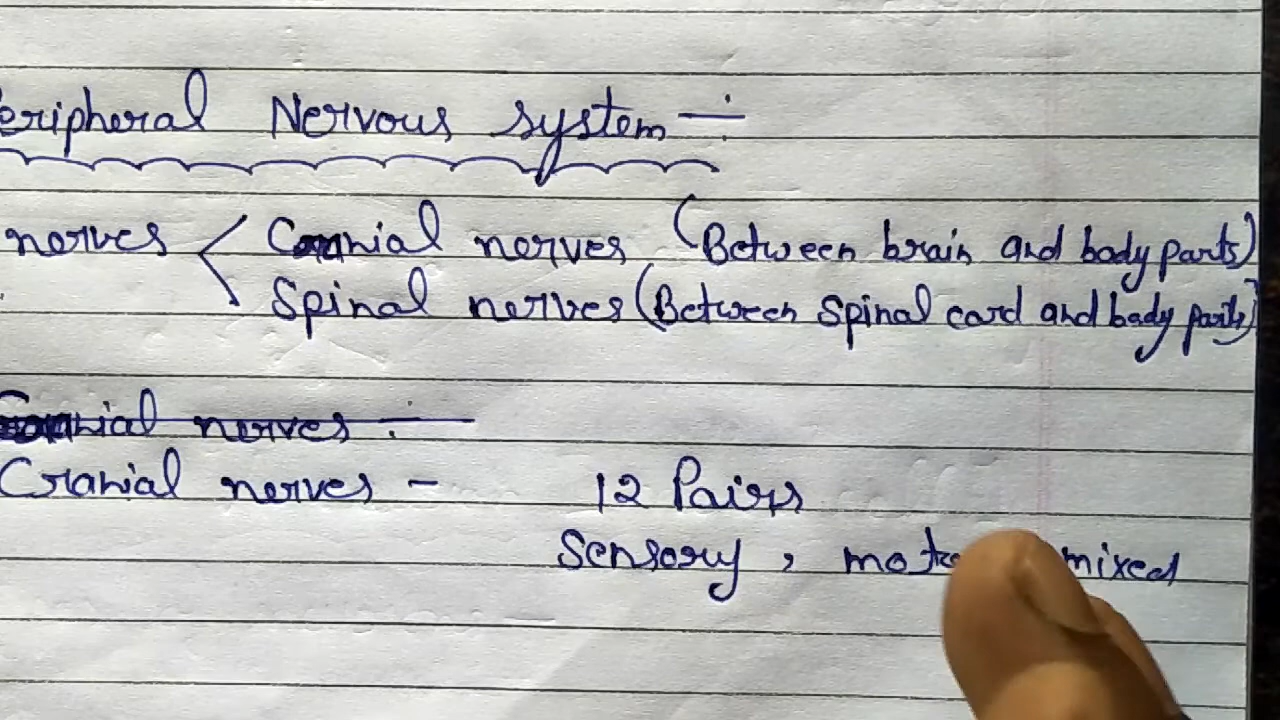 eripheral Nervous system :-
nerves < Cranial nerves (Between brain and body parts)
Spinal nerves (Between Spinal card and body parts)
Cranial nerves :-
Cranial nerves - 12 Pairs
Sensory, mixed